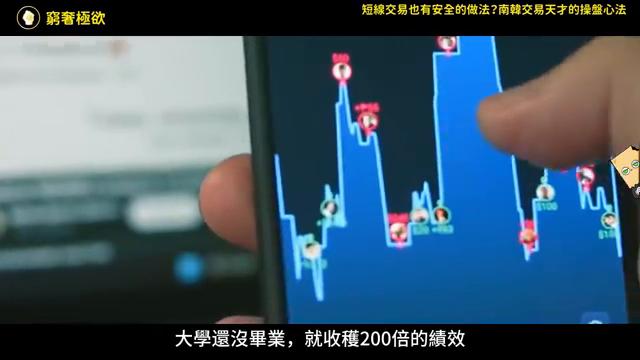 窮奢極欲
短線交易也有安全的做法?南韓交易天才的操盤心法
$100
大學還沒畢業，就收穫200倍的績效